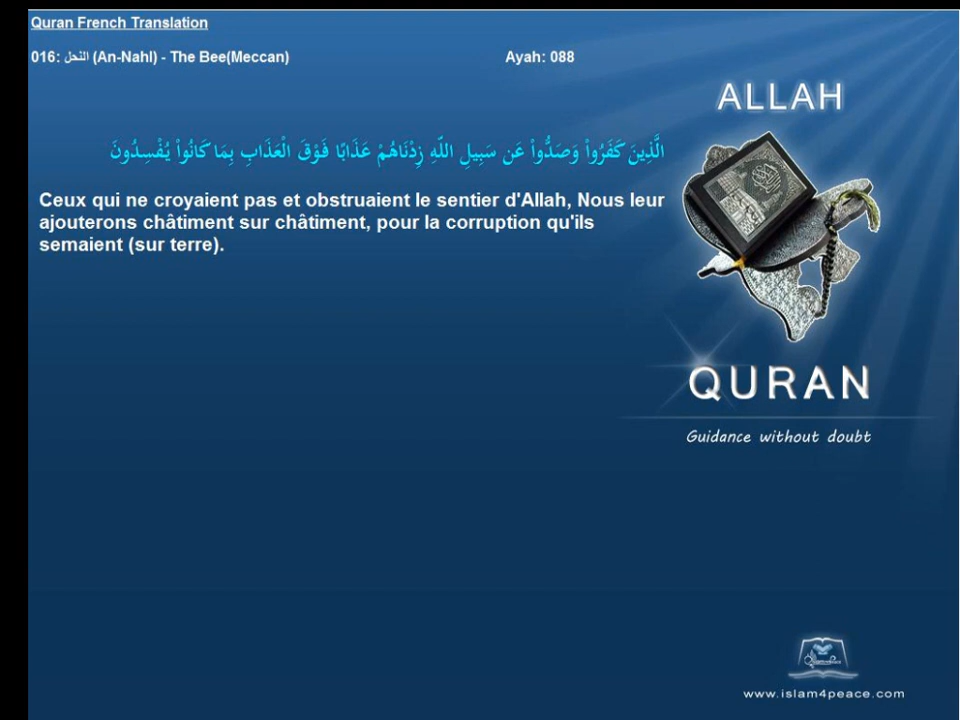 Quran French Translation
016: النحل (An-Nahl) - The Bee(Meccan) Ayah: 088
ALLAH
الَّذِينَ كَفَرُواْ وَصَدُّواْ عَن سَبِيلِ اللّهِ زِدْنَاهُمْ عَذَابًا فَوْقَ الْعَذَابِ بِمَا كَانُواْ يُفْسِدُونَ
Ceux qui ne croyaient pas et obstruaient le sentier d'Allah, Nous leur
ajouterons châtiment sur châtiment, pour la corruption qu'ils
semaient (sur terre).
QURAN
Guidance without doubt
www.islam4peace.com